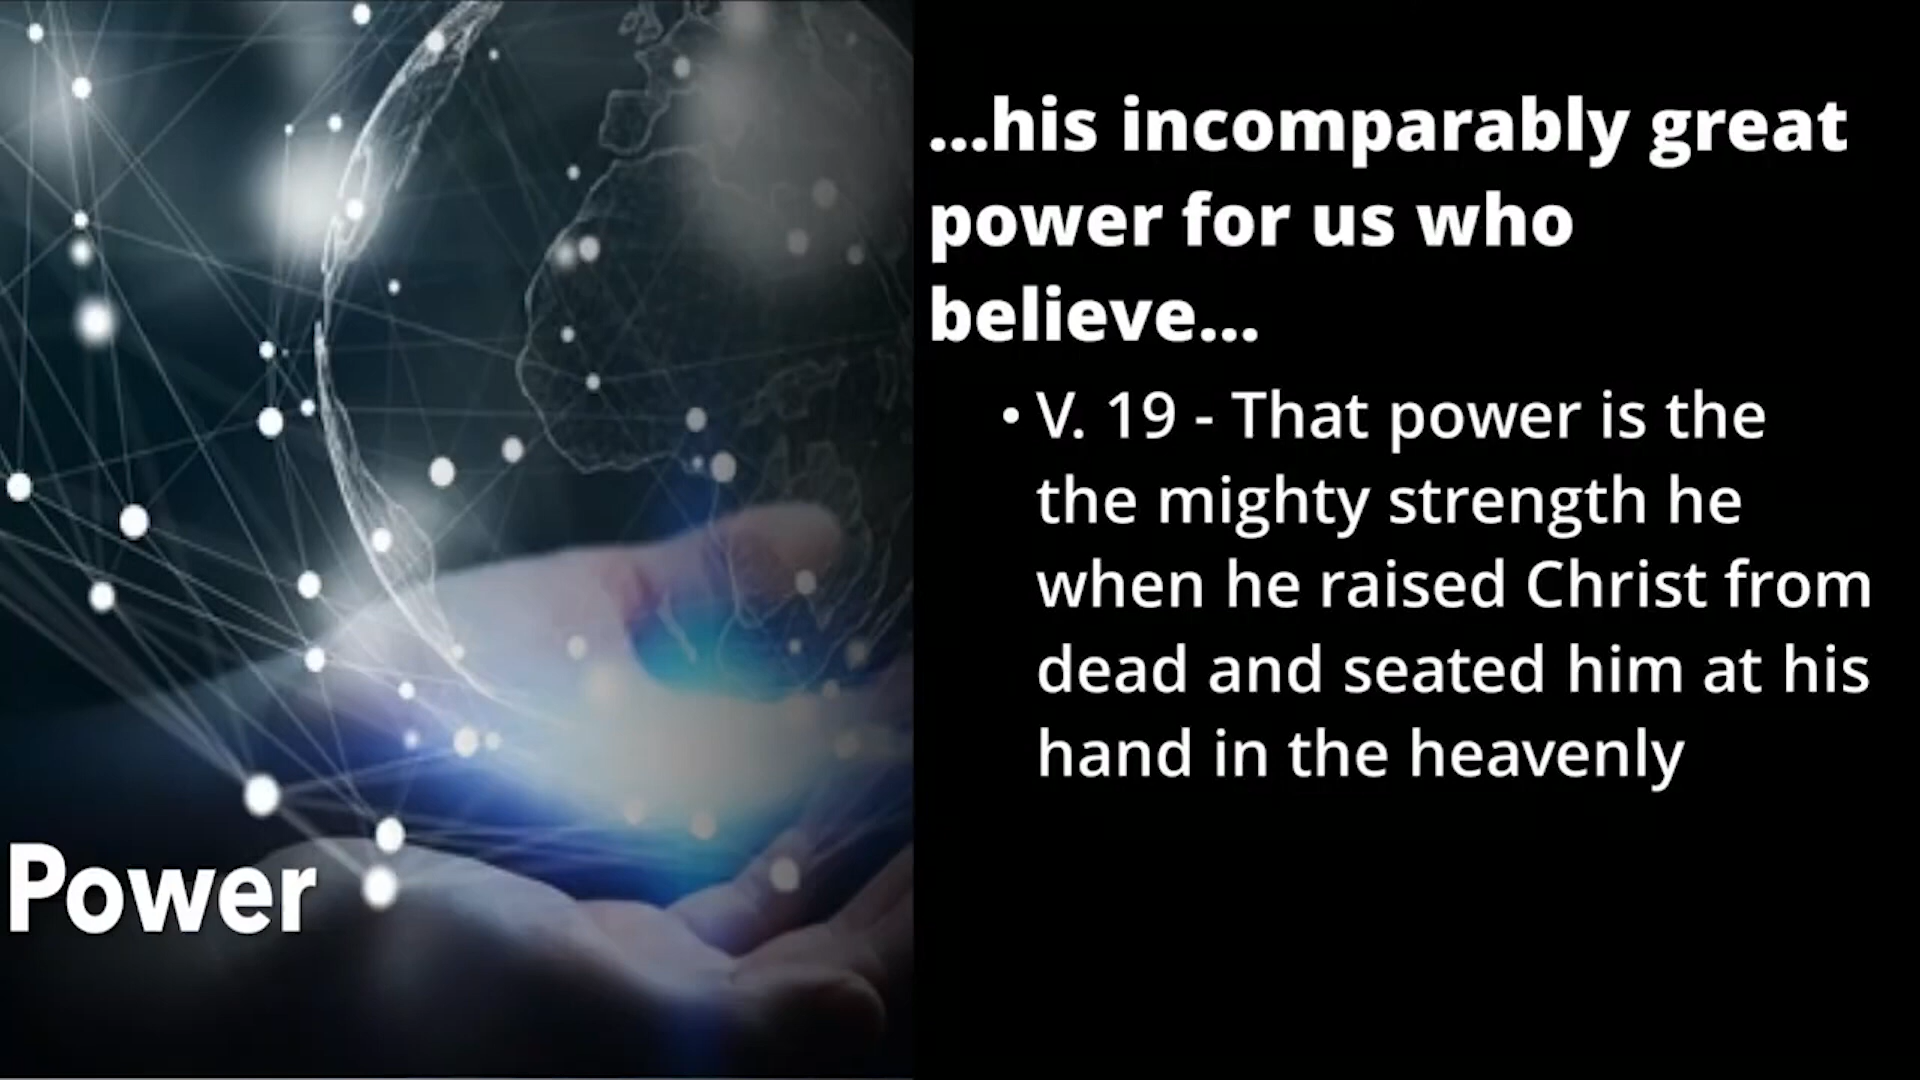 Power
...his incomparably great
power for us who
believe...
• V. 19 - That power is the
the mighty strength he
when he raised Christ from
dead and seated him at his
hand in the heavenly